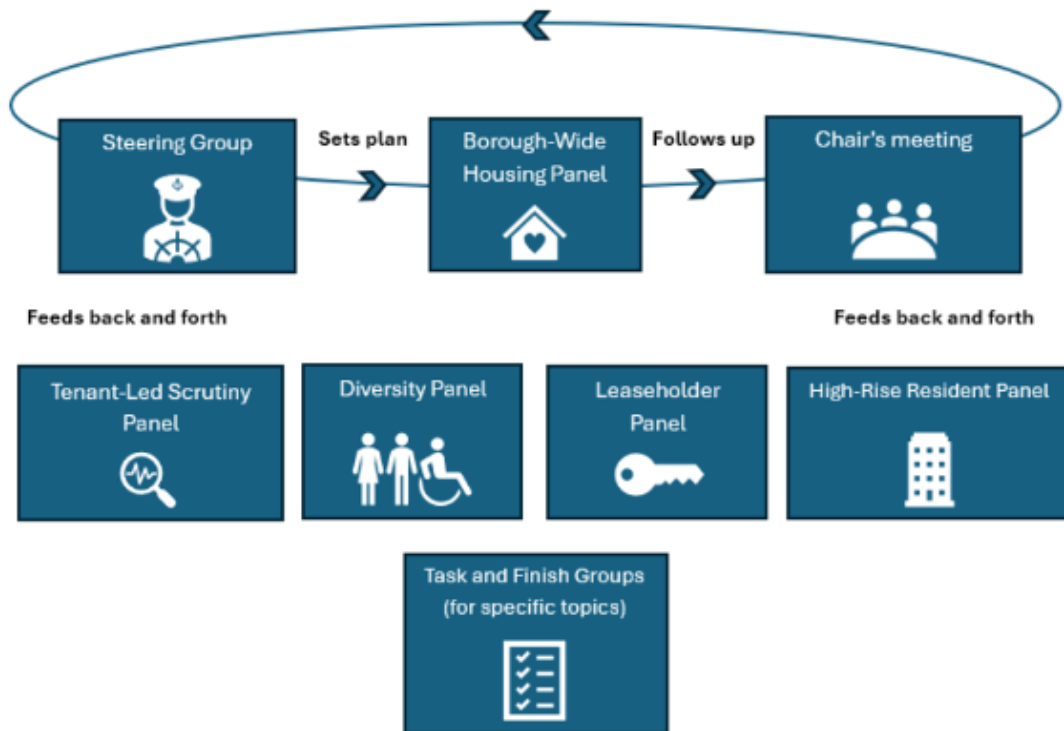 Steering Group
Sets plan
Borough-Wide
Housing Panel
Follows up
Chair's meeting
Feeds back and forth
Feeds back and forth
Tenant-Led Scrutiny
Panel
Diversity Panel
Leaseholder
Panel
High-Rise Resident Panel
Task and Finish Groups
(for specific topics)